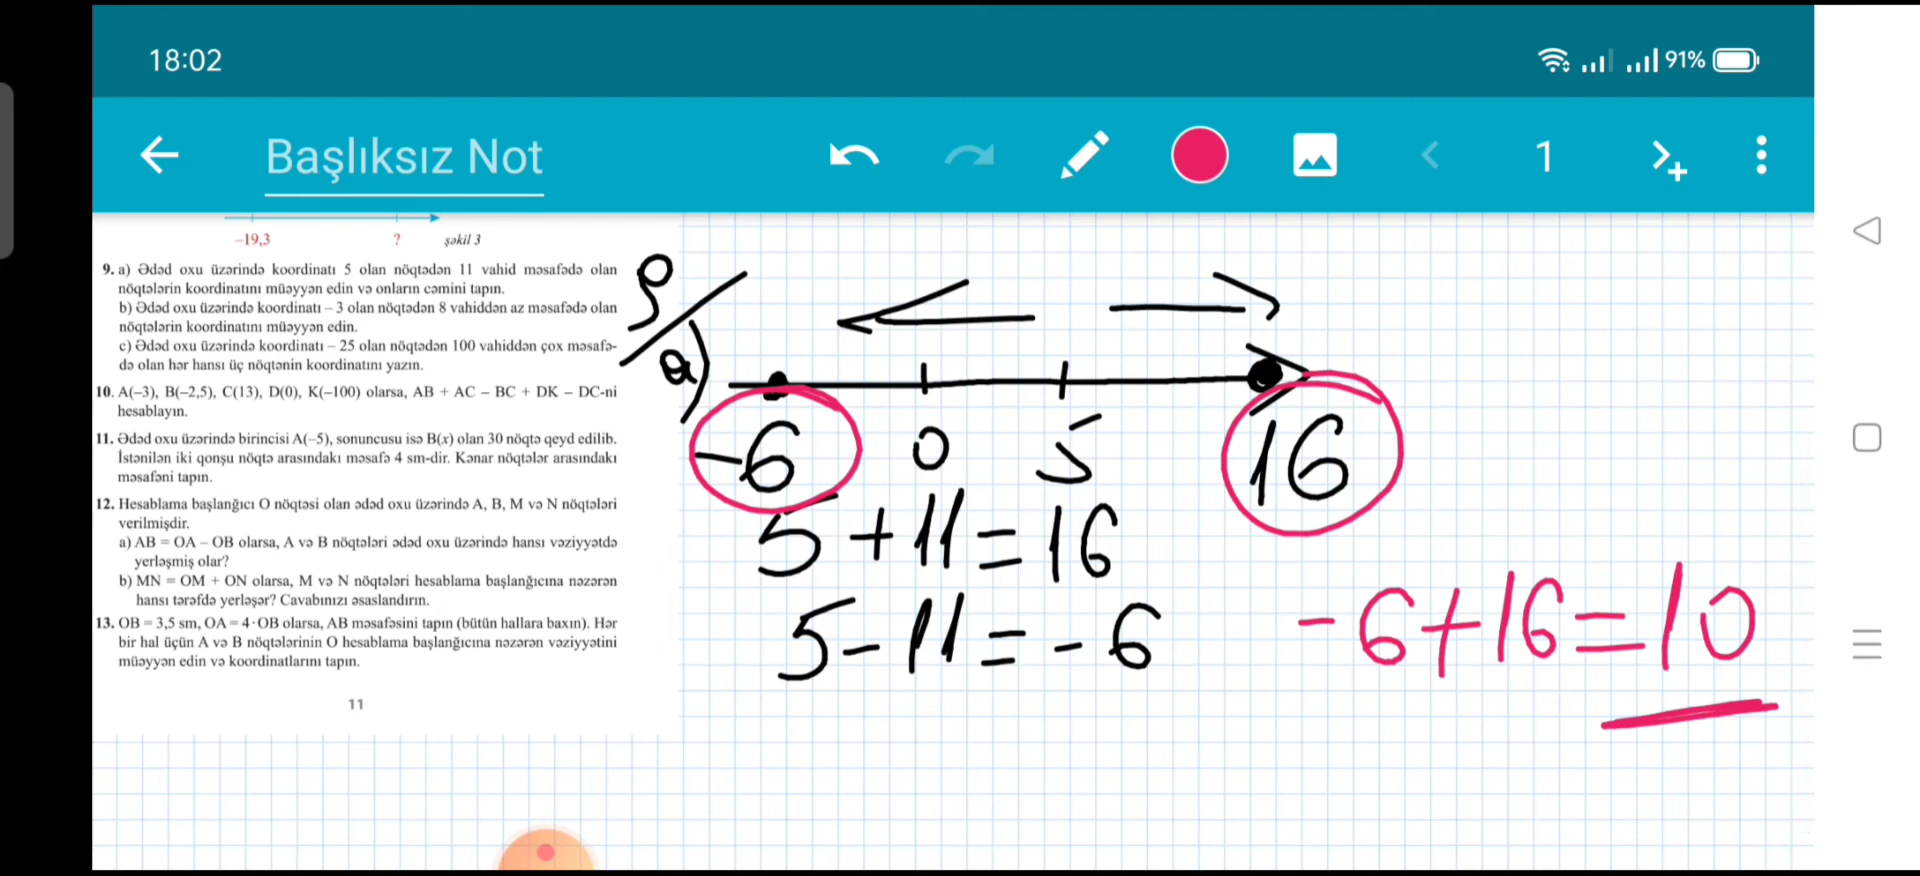 18:02
91%
Başlıksız Not
1
–19,3 ? şəkil 3
9. a) Ədəd oxu üzərində koordinatı 5 olan nöqtədən 11 vahid məsafədə olan
nöqtələrin koordinatını müəyyən edin və onların cəmini tapın.
b) Ədəd oxu üzərində koordinatı – 3 olan nöqtədən 8 vahiddən az məsafədə olan
nöqtələrin koordinatını müəyyən edin.
c) Ədəd oxu üzərində koordinatı – 25 olan nöqtədən 100 vahiddən çox məsafə-
də olan hər hansı üç nöqtənin koordinatını yazın.
10. A(–3), B(–2,5), C(13), D(0), K(–100) olarsa, AB + AC – BC + DK – DC-ni
hesablayın.
11. Ədəd oxu üzərində birincisi A(–5), sonuncusu isə B(x) olan 30 nöqtə qeyd edilib.
İstənilən iki qonşu nöqtə arasındakı məsafə 4 sm-dir. Kənar nöqtələr arasındakı
məsafəni tapın.
12. Hesablama başlanğıcı O nöqtəsi olan ədəd oxu üzərində A, B, M və N nöqtələri
verilmişdir.
a) AB = OA – OB olarsa, A və B nöqtələri ədəd oxu üzərində hansı vəziyyətdə
yerləşmiş olar?
b) MN = OM + ON olarsa, M və N nöqtələri hesablama başlanğıcına nəzərən
hansı tərəfdə yerləşər? Cavabınızı əsaslandırın.
13. OB = 3,5 sm, OA = 4 · OB olarsa, AB məsafəsini tapın (bütün hallara baxın). Hər
bir hal üçün A və B nöqtələrinin O hesablama başlanğıcına nəzərən vəziyyətini
müəyyən edin və koordinatlarını tapın.
11
9/
a)
-6 0 5 16
5+11=16
5-11=-6
-6+16=10